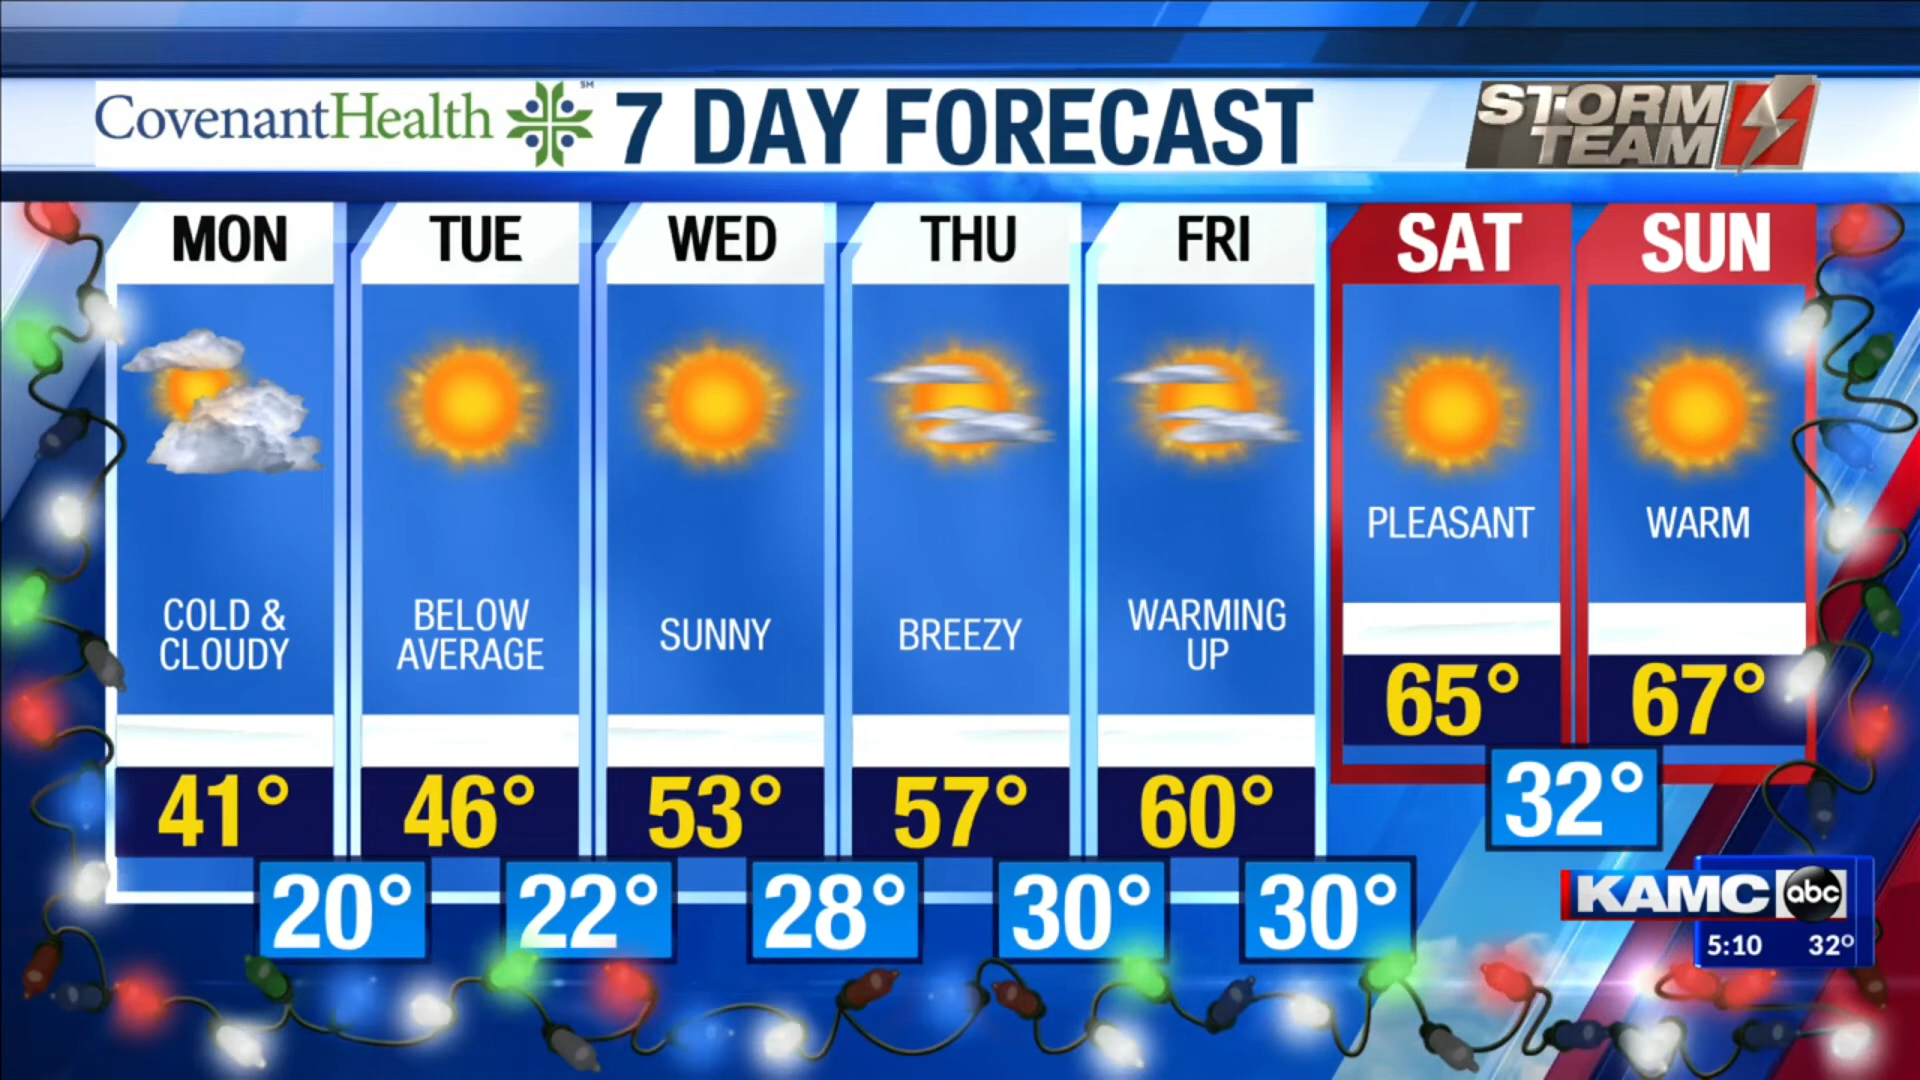 CovenantHealth SM 7 DAY FORECAST
STORM
TEAM
MON TUE WED THU FRI SAT SUN
COLD &
CLOUDY
BELOW
AVERAGE
SUNNY
BREEZY
WARMING
UP
PLEASANT
WARM
41° 46° 53° 57° 60° 65° 67°
20° 22° 28° 30° 30° 32°
KAMC abc
5:10 32°